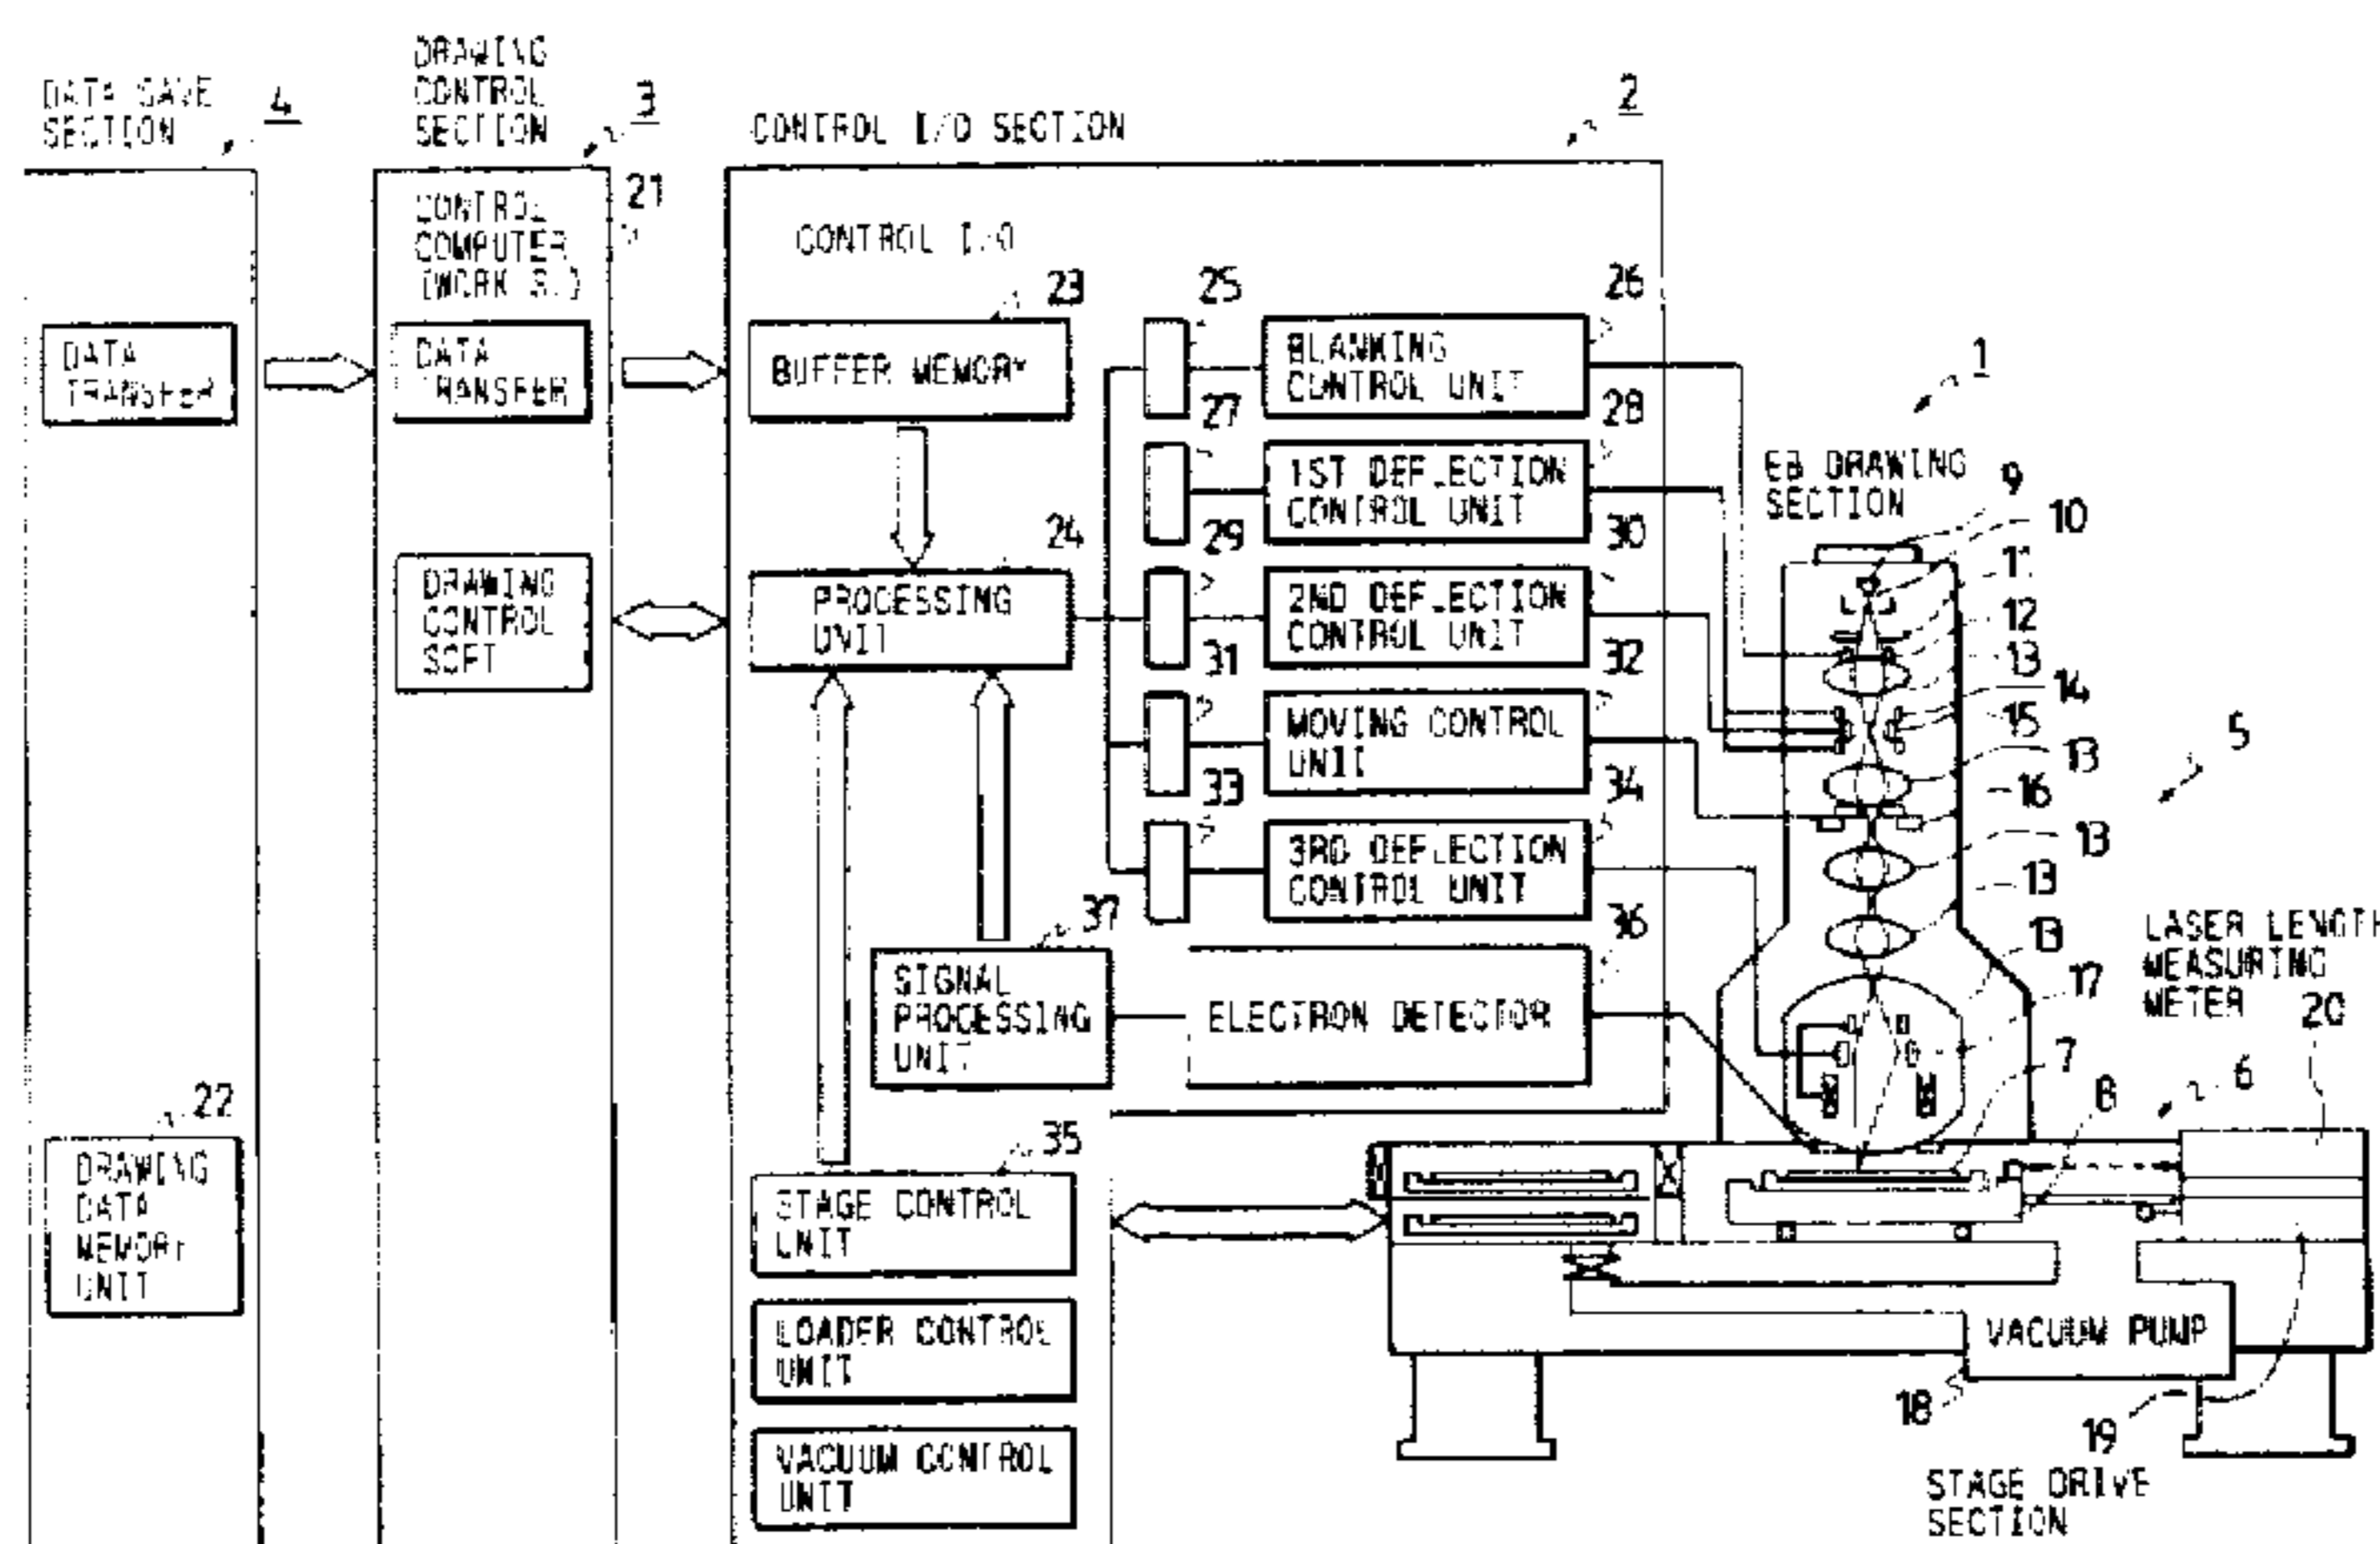 DATA SAVE
SECTION
4
DRAWING
CONTROL
SECTION
3
CONTROL I/O SECTION
2
CONTROL
COMPUTER
(WORK S.)
21
CONTROL I/O
DATA
TRANSFER
DATA
TRANSFER
23
BUFFER MEMORY
25
26
BLANKING
CONTROL UNIT
27
28
1ST DEFLECTION
CONTROL UNIT
29
30
2ND DEFLECTION
CONTROL UNIT
31
32
MOVING CONTROL
UNIT
33
34
3RD DEFLECTION
CONTROL UNIT
24
PROCESSING
UNIT
DRAWING
CONTROL
SOFT
37
SIGNAL
PROCESSING
UNIT
36
ELECTRON DETECTOR
22
DRAWING
DATA
MEMORY
UNIT
35
STAGE CONTROL
UNIT
LOADER CONTROL
UNIT
VACUUM CONTROL
UNIT
1
EB DRAWING
SECTION
9
10
11
12
13
14
15
13
16
13
13
13
17
7
8
5
6
LASER LENGTH
MEASURING
METER
20
VACUUM PUMP
18
19
STAGE DRIVE
SECTION